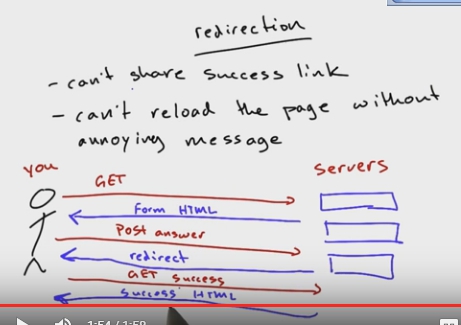 redirection
- can't share success link
- can't reload the page without
annoying message
you
servers
GET
Form HTML
Post answer
redirect
GET success
success HTML
1:54 / 1:58
CC